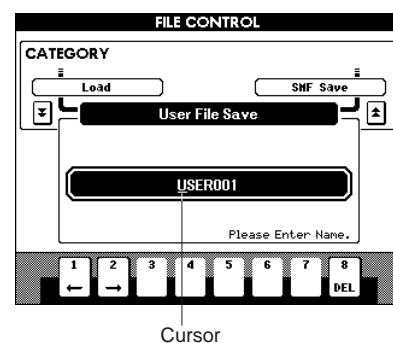 FILE CONTROL
CATEGORY
Load SMF Save
User File Save
USER001
Please Enter Name.
1 2 3 4 5 6 7 8
← → DEL
Cursor